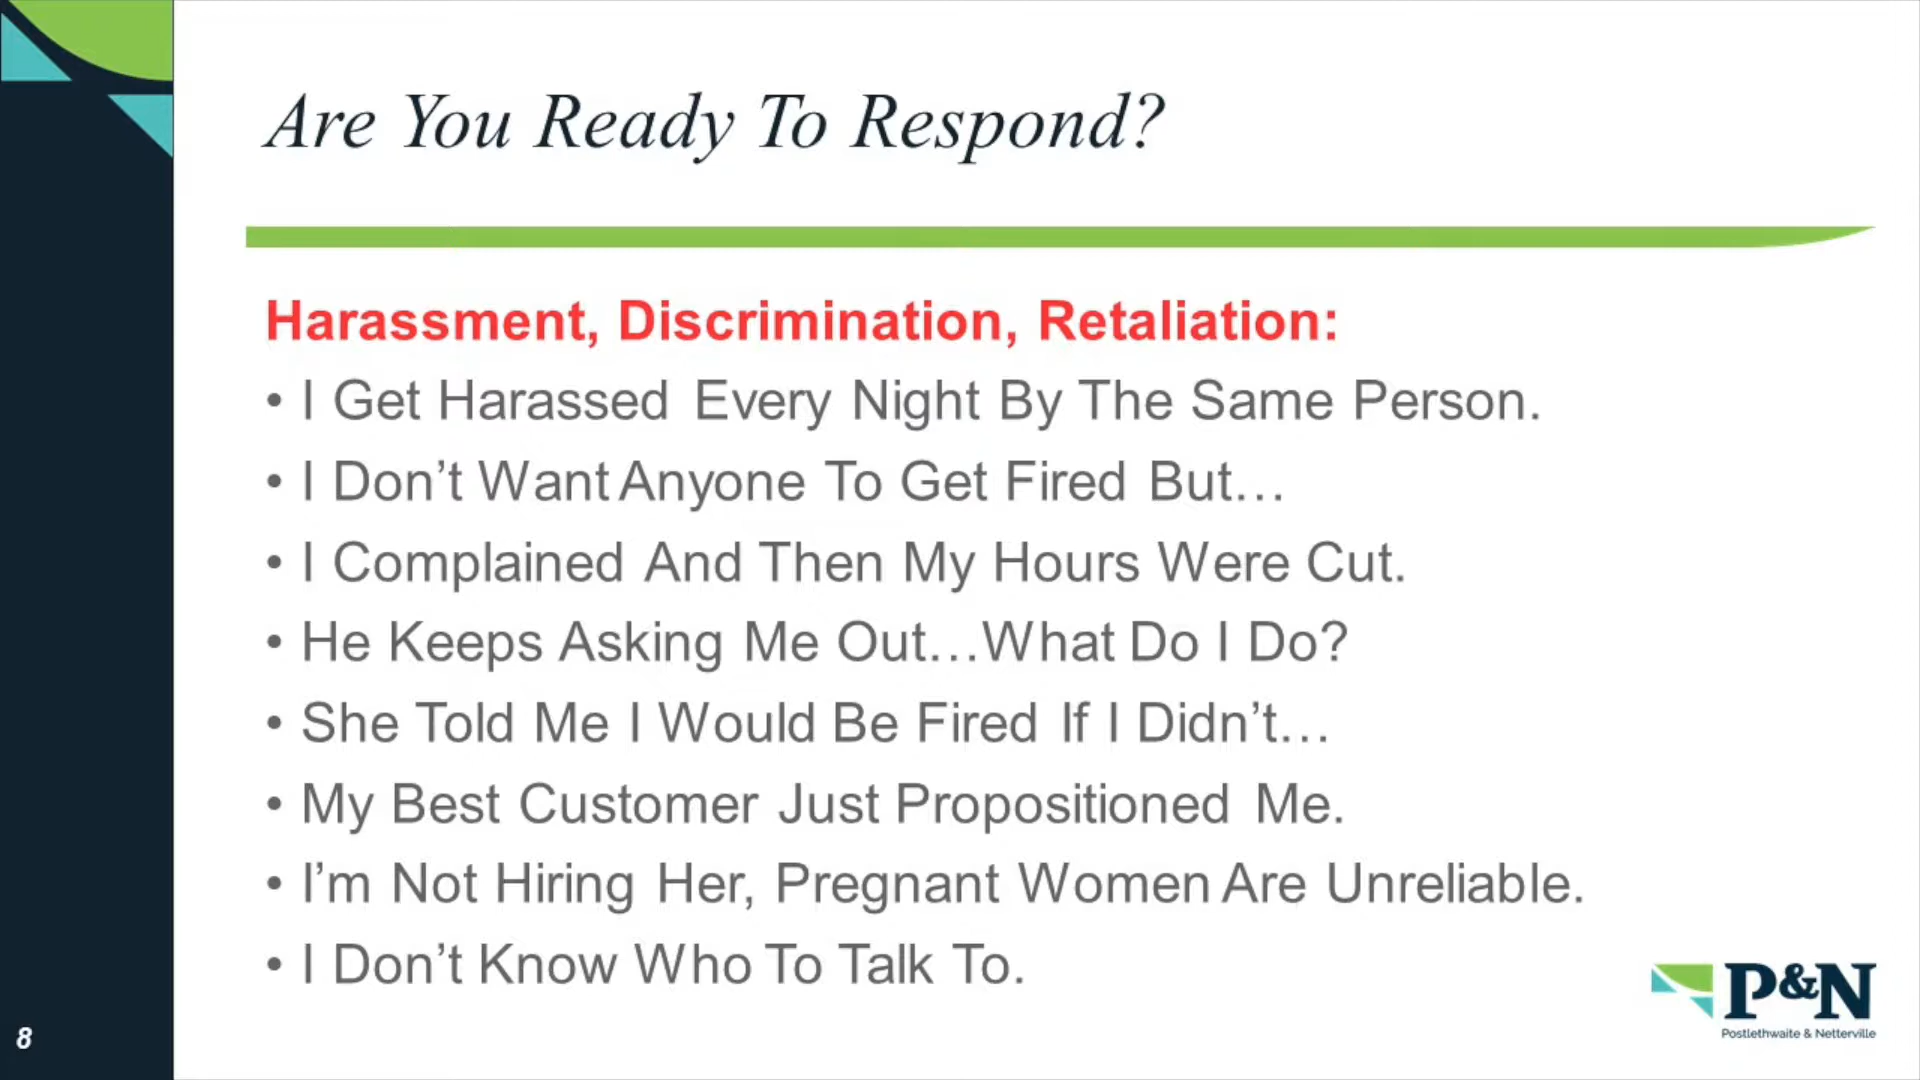 Are You Ready To Respond?
Harassment, Discrimination, Retaliation:
• I Get Harassed Every Night By The Same Person.
• I Don’t Want Anyone To Get Fired But…
• I Complained And Then My Hours Were Cut.
• He Keeps Asking Me Out…What Do I Do?
• She Told Me I Would Be Fired If I Didn’t…
• My Best Customer Just Propositioned Me.
• I’m Not Hiring Her, Pregnant Women Are Unreliable.
• I Don’t Know Who To Talk To.
P&N
Postlethwaite & Netterville
8